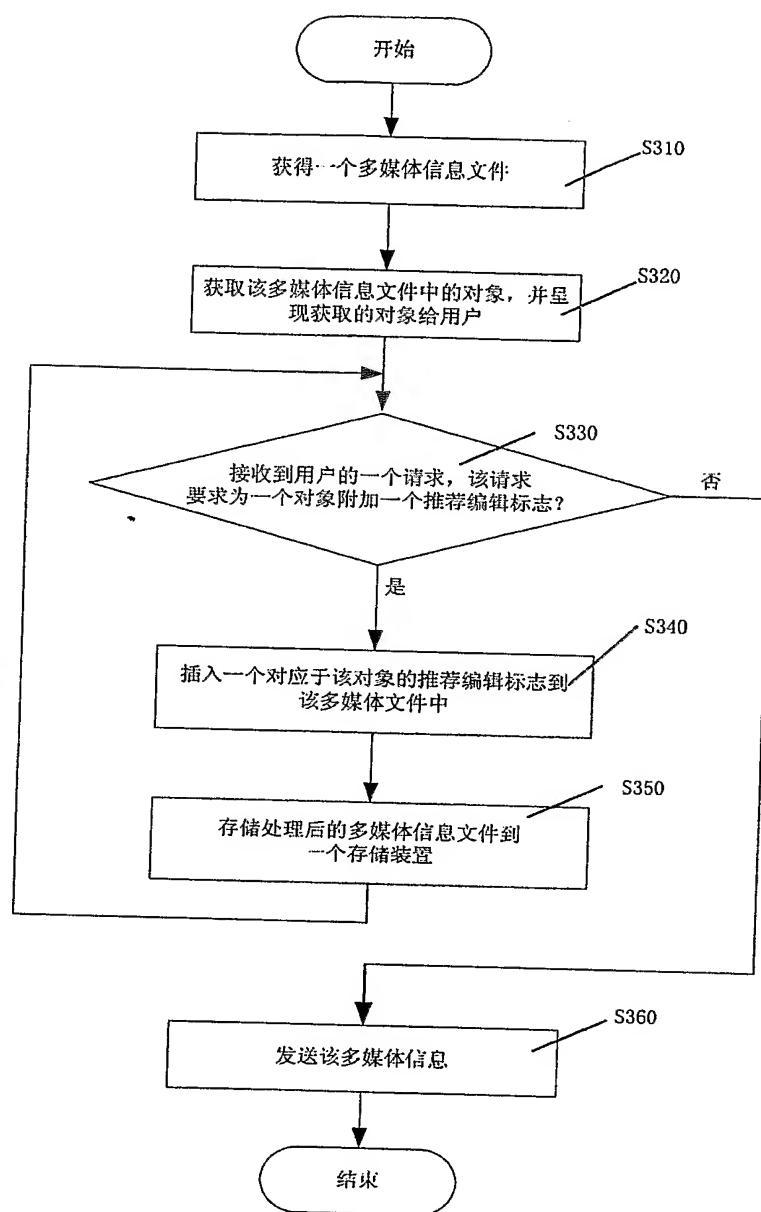 开始
获得一个多媒体信息文件
S310
获取该多媒体信息文件中的对象，并呈
现获取的对象给用户
S320
接收到用户的一个请求，该请求
要求为一个对象附加一个推荐编辑标志？
S330
否
是
插入一个对应于该对象的推荐编辑标志到
该多媒体文件中
S340
存储处理后的多媒体信息文件到
一个存储装置
S350
发送该多媒体信息
S360
结束